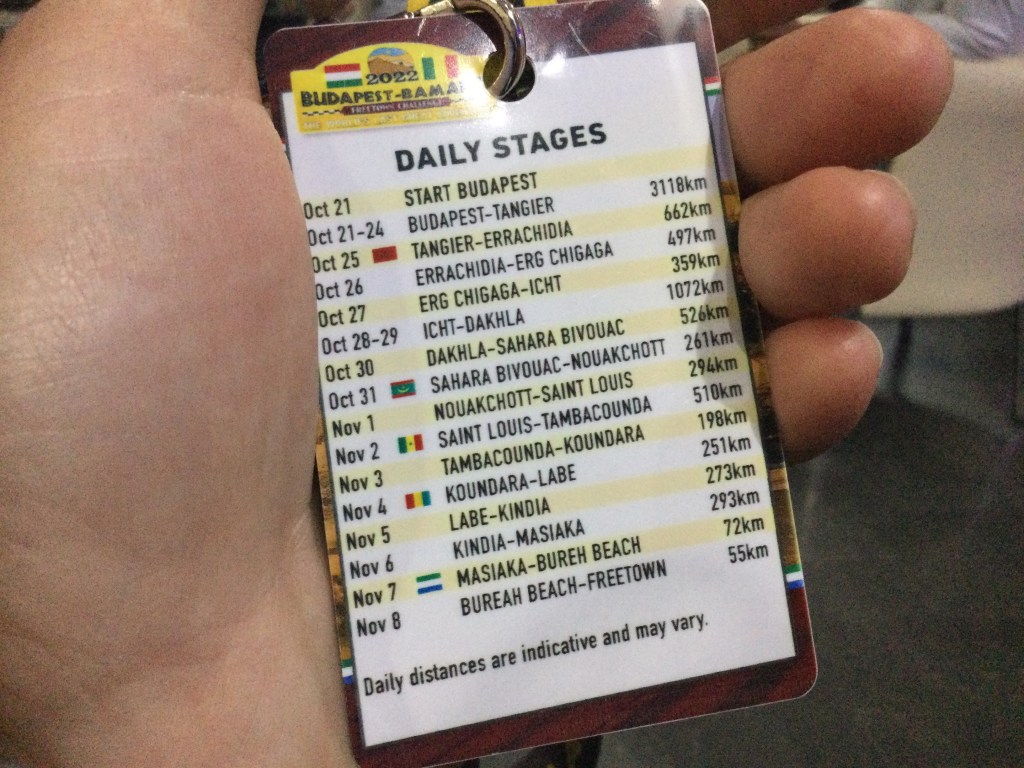 2022
BUDAPEST-BAMA
FREETOWN CHALLENGE
DAILY STAGES
Oct 21 START BUDAPEST
Oct 21-24 BUDAPEST-TANGIER 3118km
Oct 25 TANGIER-ERRACHIDIA 662km
Oct 26 ERRACHIDIA-ERG CHIGAGA 497km
Oct 27 ERG CHIGAGA-ICHT 359km
Oct 28-29 ICHT-DAKHLA 1072km
Oct 30 DAKHLA-SAHARA BIVOUAC 526km
Oct 31 SAHARA BIVOUAC-NOUAKCHOTT 261km
Nov 1 NOUAKCHOTT-SAINT LOUIS 294km
Nov 2 SAINT LOUIS-TAMBACOUNDA 510km
Nov 3 TAMBACOUNDA-KOUNDARA 198km
Nov 4 KOUNDARA-LABE 251km
Nov 5 LABE-KINDIA 273km
Nov 6 KINDIA-MASIAKA 293km
Nov 7 MASIAKA-BUREH BEACH 72km
Nov 8 BUREAH BEACH-FREETOWN 55km
Daily distances are indicative and may vary.